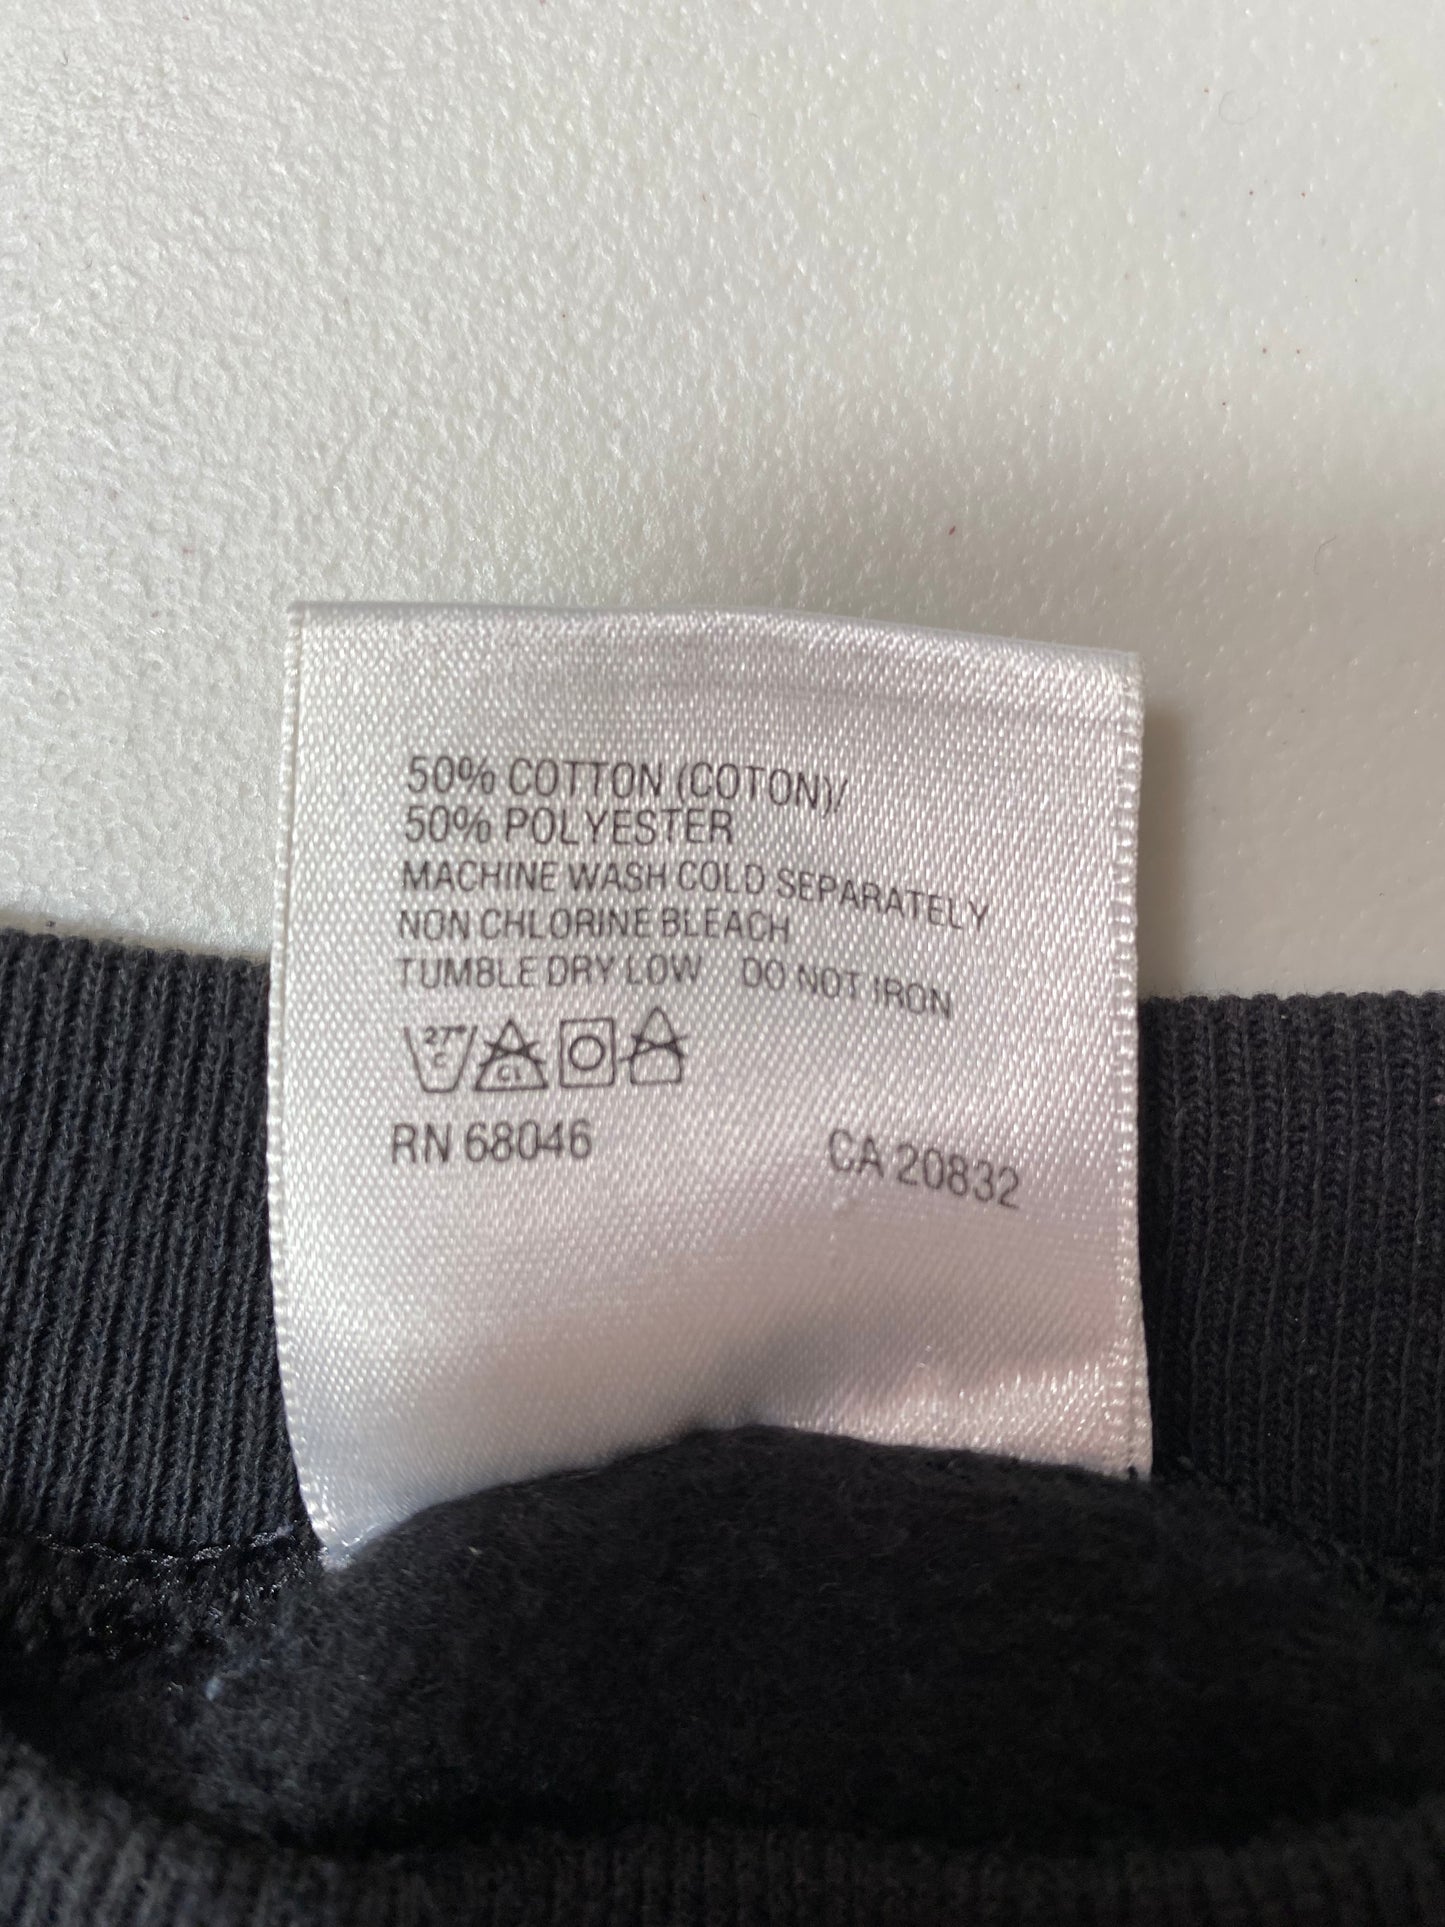 50% COTTON (COTON)/
50% POLYESTER
MACHINE WASH COLD SEPARATELY
NON CHLORINE BLEACH
TUMBLE DRY LOW DO NOT IRON
27° C Cl
RN 68046 CA 20832